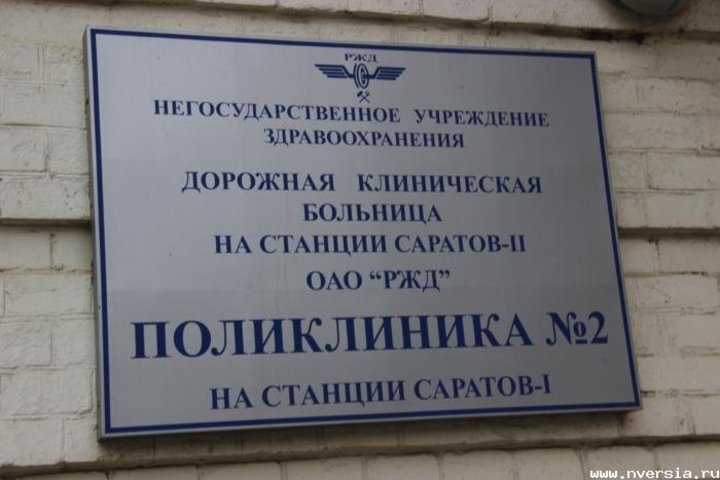 РЖД
НЕГОСУДАРСТВЕННОЕ УЧРЕЖДЕНИЕ
ЗДРАВООХРАНЕНИЯ
ДОРОЖНАЯ КЛИНИЧЕСКАЯ
БОЛЬНИЦА
НА СТАНЦИИ САРАТОВ-II
ОАО “РЖД”
ПОЛИКЛИНИКА №2
НА СТАНЦИИ САРАТОВ-I
www.nversia.ru